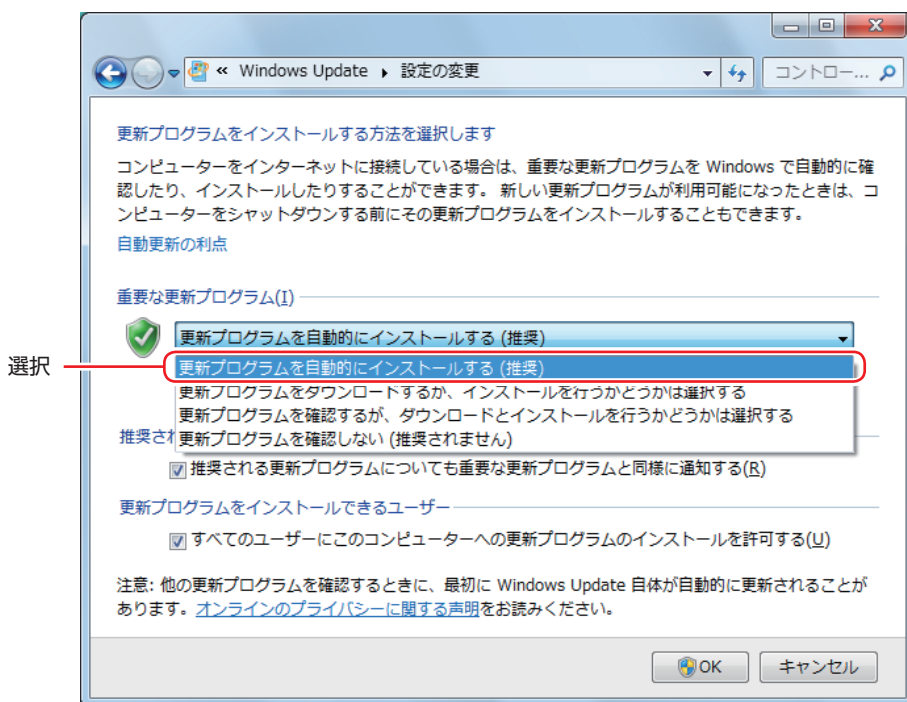 « Windows Update ▸ 設定の変更
コントロー...
更新プログラムをインストールする方法を選択します
コンピューターをインターネットに接続している場合は、重要な更新プログラムを Windows で自動的に確
認したり、インストールしたりすることができます。 新しい更新プログラムが利用可能になったときは、コ
ンピューターをシャットダウンする前にその更新プログラムをインストールすることもできます。
自動更新の利点
重要な更新プログラム(I)
更新プログラムを自動的にインストールする (推奨)
選択
更新プログラムを自動的にインストールする (推奨)
更新プログラムをダウンロードするか、インストールを行うかどうかは選択する
更新プログラムを確認するが、ダウンロードとインストールを行うかどうかは選択する
推奨され
更新プログラムを確認しない (推奨されません)
推奨される更新プログラムについても重要な更新プログラムと同様に通知する(R)
更新プログラムをインストールできるユーザー
すべてのユーザーにこのコンピューターへの更新プログラムのインストールを許可する(U)
注意: 他の更新プログラムを確認するときに、最初に Windows Update 自体が自動的に更新されることが
あります。オンラインのプライバシーに関する声明をお読みください。
OK
キャンセル